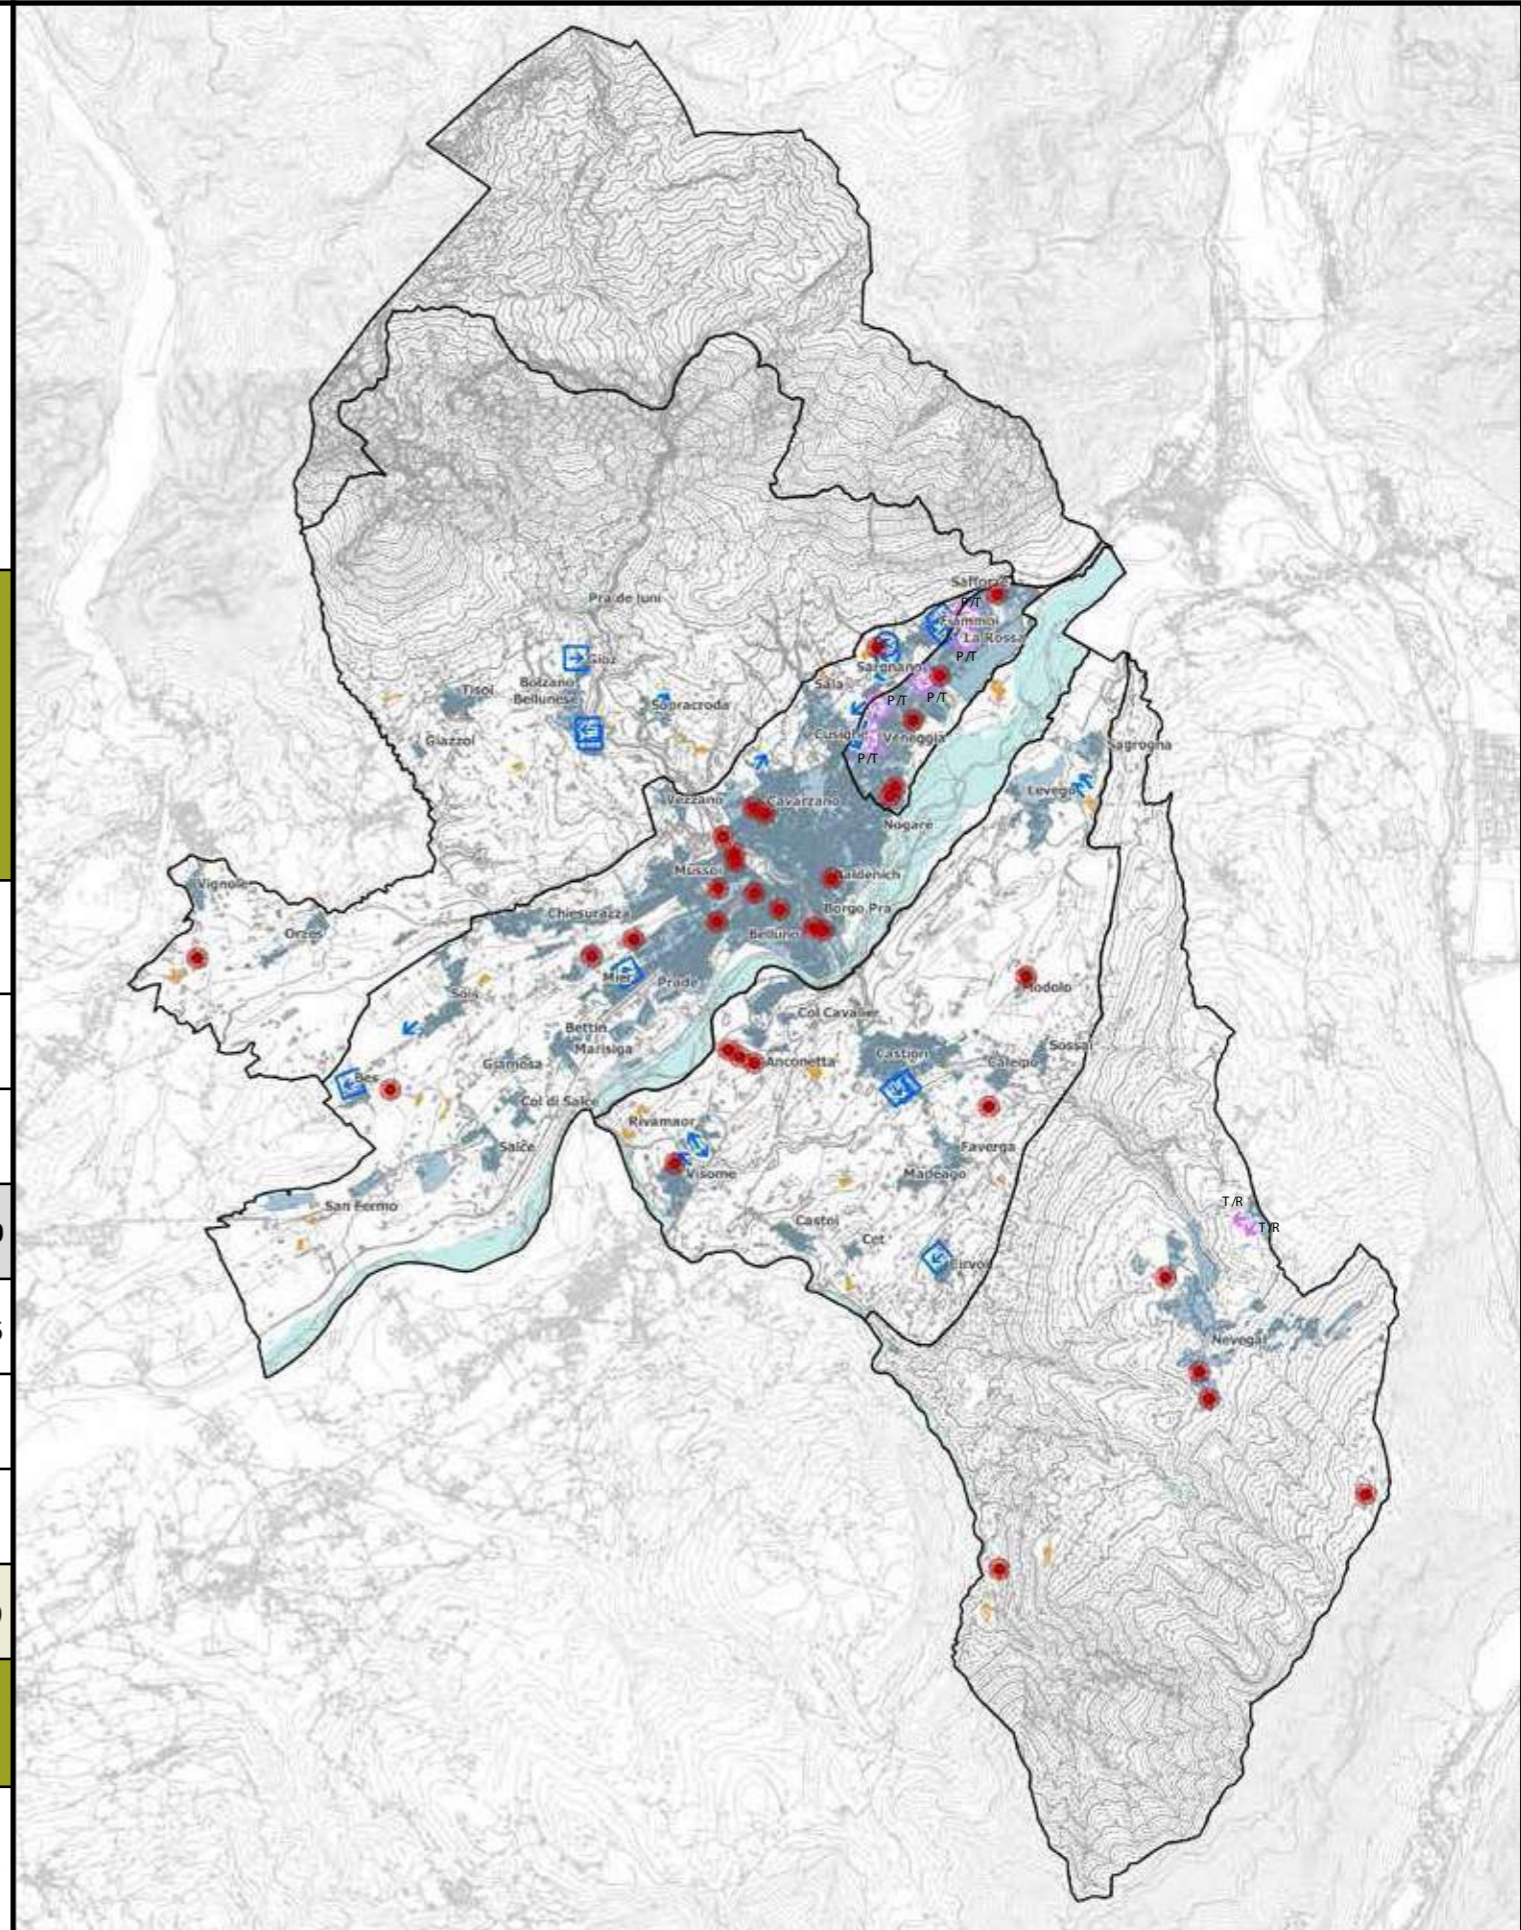 Safforze
P/T
Fiammoi
La Rossa
Pra de Luni
P/T
Gioz
Sargnano
Bolzano
Bellunese
Tisoi
Sala
P/T
P/T
Sopracroda
Cusighe
Veneggia
Giazzoi
Sagrogna
P/T
Levego
Vezzano
Cavarzano
Nogare
Mussoi
Baldenich
Vignole
Borgo Pra
Chiesurazza
Orzes
Belluno
Mier
Prade
Modolo
Sois
Col Cavalier
Bettin
Marisiga
Sossai
Castion
Giamosa
Anconetta
Caleipo
Bes
Col di Salce
Rivamaor
Salce
Faverga
Visome
Madeago
San Fermo
T/R
Castoi
T/R
Cet
Cirvoi
Nevegal